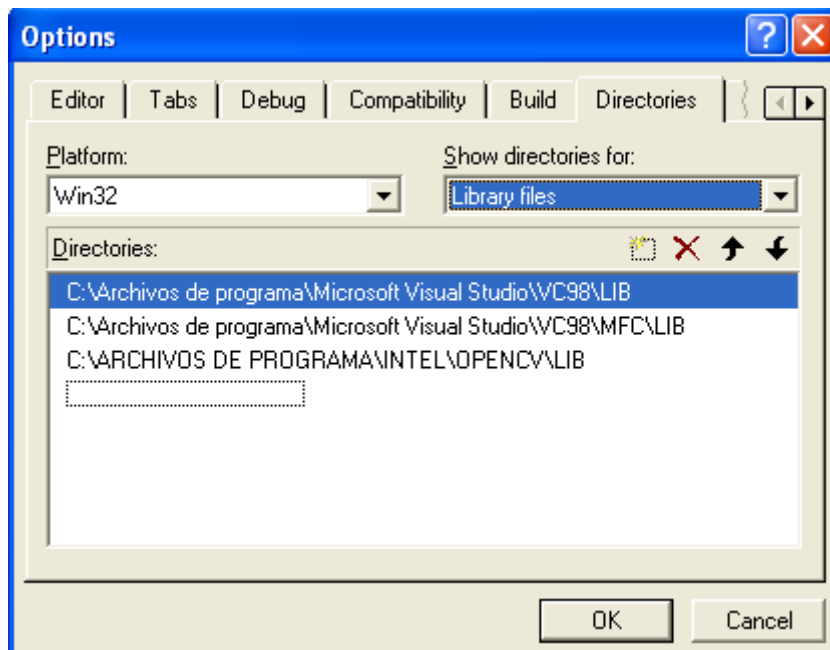 Options
Editor Tabs Debug Compatibility Build Directories
Platform: Show directories for:
Win32 Library files
Directories:
C:\Archivos de programa\Microsoft Visual Studio\VC98\LIB
C:\Archivos de programa\Microsoft Visual Studio\VC98\MFC\LIB
C:\ARCHIVOS DE PROGRAMA\INTEL\OPENCV\LIB
OK Cancel